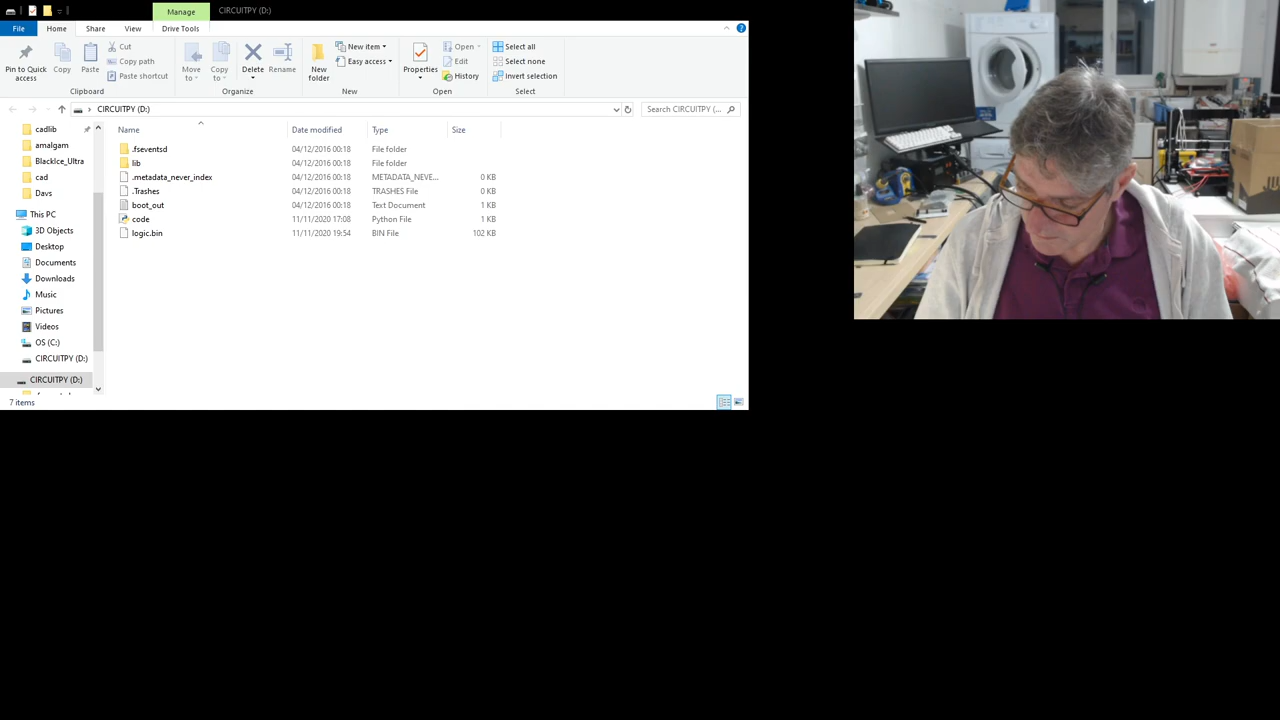 Manage CIRCUITPY (D:)
File Home Share View Drive Tools
Pin to Quick access
Copy
Paste
Cut
Copy path
Paste shortcut
Clipboard
Move to
Copy to
Delete
Rename
Organize
New folder
New item
Easy access
New
Properties
Open
Edit
History
Open
Select all
Select none
Invert selection
Select
CIRCUITPY (D:)
Search CIRCUITPY (...
cadlib
amalgam
BlackIce_Ultra
cad
Davs
This PC
3D Objects
Desktop
Documents
Downloads
Music
Pictures
Videos
OS (C:)
CIRCUITPY (D:)
CIRCUITPY (D:)
Name Date modified Type Size
.fseventsd 04/12/2016 00:18 File folder
lib 04/12/2016 00:18 File folder
.metadata_never_index 04/12/2016 00:18 METADATA_NEVE... 0 KB
.Trashes 04/12/2016 00:18 TRASHES File 0 KB
boot_out 04/12/2016 00:18 Text Document 1 KB
code 11/11/2020 17:08 Python File 1 KB
logic.bin 11/11/2020 19:54 BIN File 102 KB
7 items